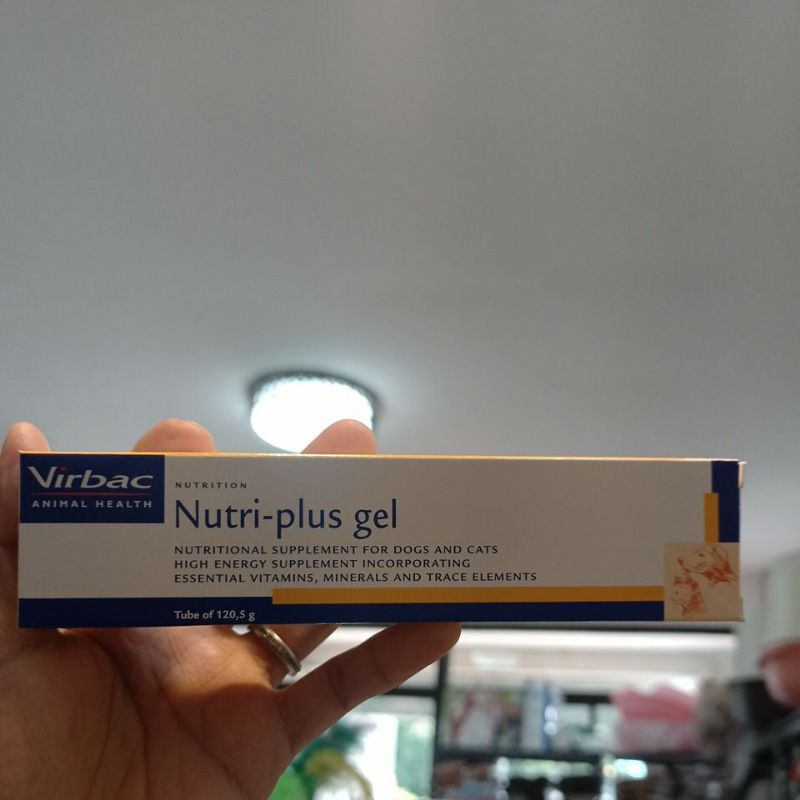 Virbac
ANIMAL HEALTH
NUTRITION
Nutri-plus gel
NUTRITIONAL SUPPLEMENT FOR DOGS AND CATS
HIGH ENERGY SUPPLEMENT INCORPORATING
ESSENTIAL VITAMINS, MINERALS AND TRACE ELEMENTS
Tube of 120,5 g